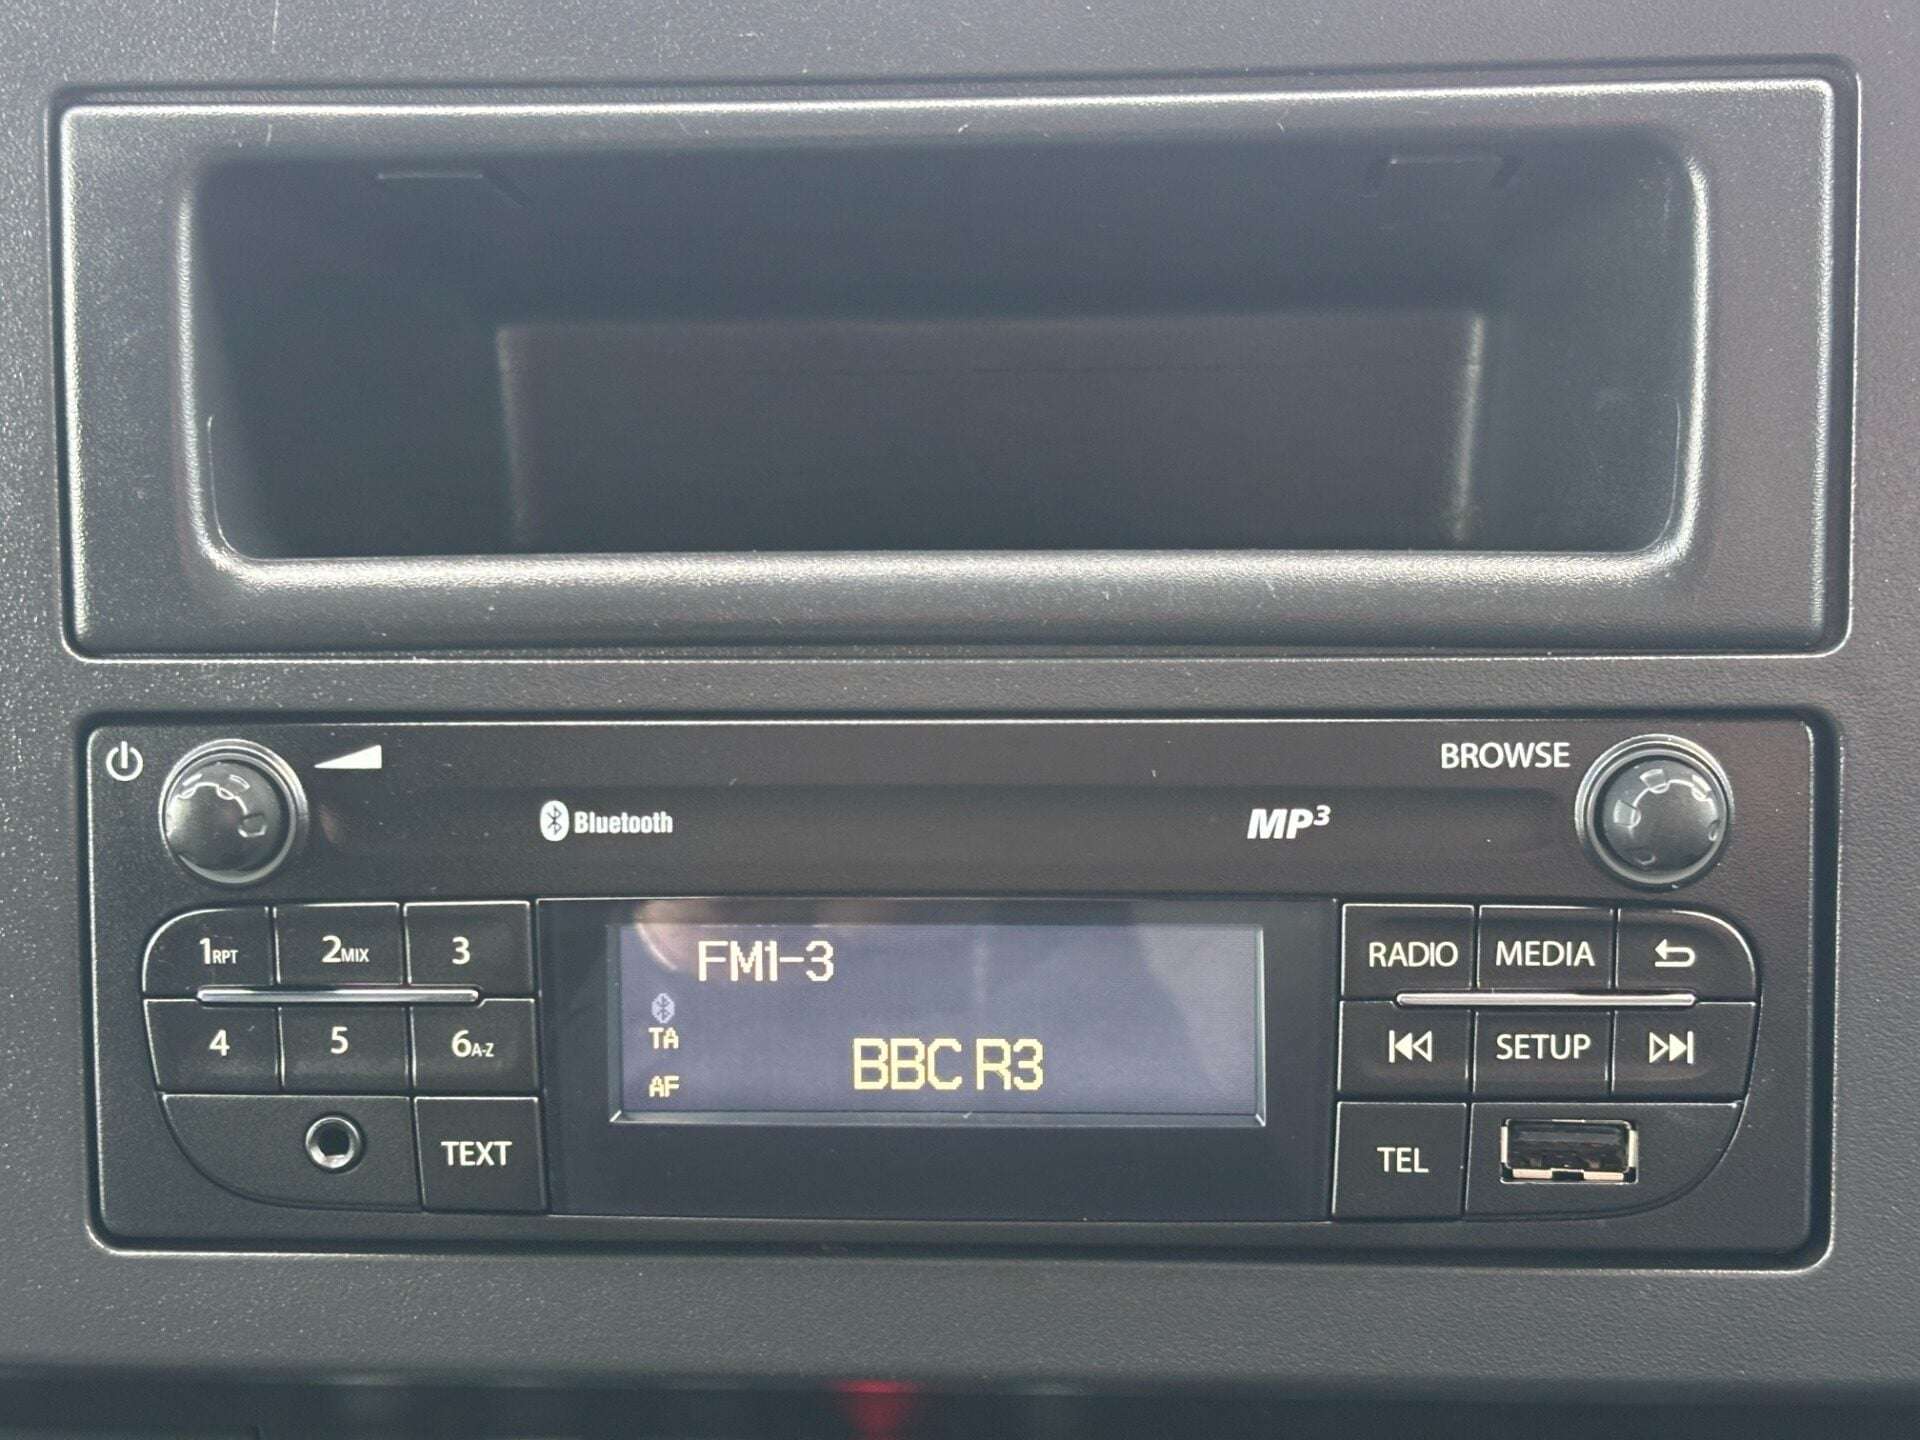 BROWSE
Bluetooth
MP3
1RPT 2MIX 3
FM1-3
RADIO MEDIA
4 5 6A-Z
TA
BBC R3
AF
SETUP
TEXT
TEL